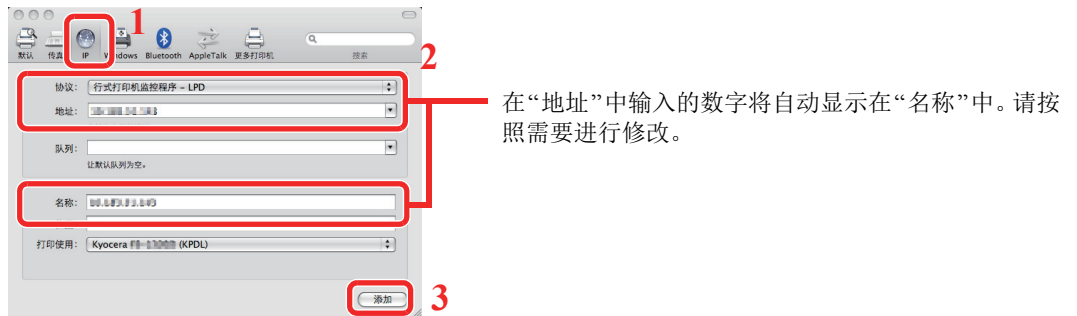 1
默认 传真 IP Windows Bluetooth AppleTalk 更多打印机 搜索
2
协议: 行式打印机监控程序 – LPD
地址:
队列:
让默认队列为空。
名称:
打印使用: Kyocera (KPDL)
添加
3
在“地址”中输入的数字将自动显示在“名称”中。请按
照需要进行修改。